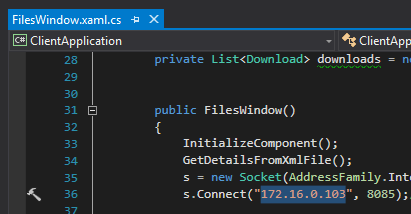 FilesWindow.xaml.cs
ClientApplication ClientApp
28 private List<Download> downloads =
29
30
31 public FilesWindow()
32 {
33 InitializeComponent();
34 GetDetailsFromXmlFile();
35 s = new Socket(AddressFamily.Inte
36 s.Connect("172.16.0.103", 8085);
37